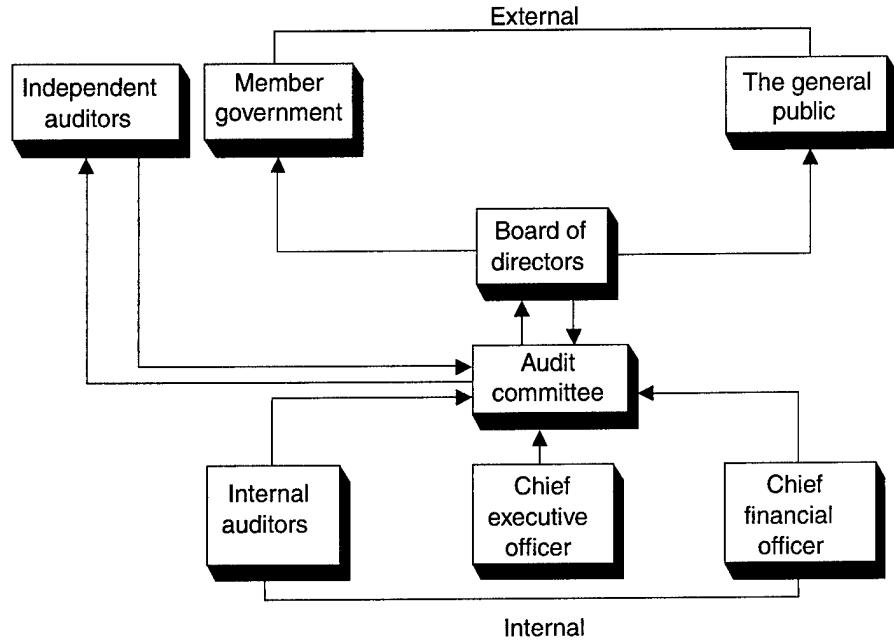 External
Independent
auditors
Member
government
The general
public
Board of
directors
Audit
committee
Internal
auditors
Chief
executive
officer
Chief
financial
officer
Internal